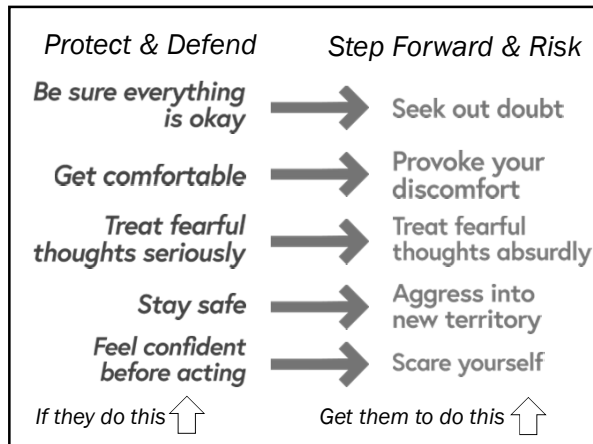 Protect & Defend
Step Forward & Risk
Be sure everything
is okay
Seek out doubt
Get comfortable
Provoke your
discomfort
Treat fearful
thoughts seriously
Treat fearful
thoughts absurdly
Stay safe
Aggress into
new territory
Feel confident
before acting
Scare yourself
If they do this
Get them to do this